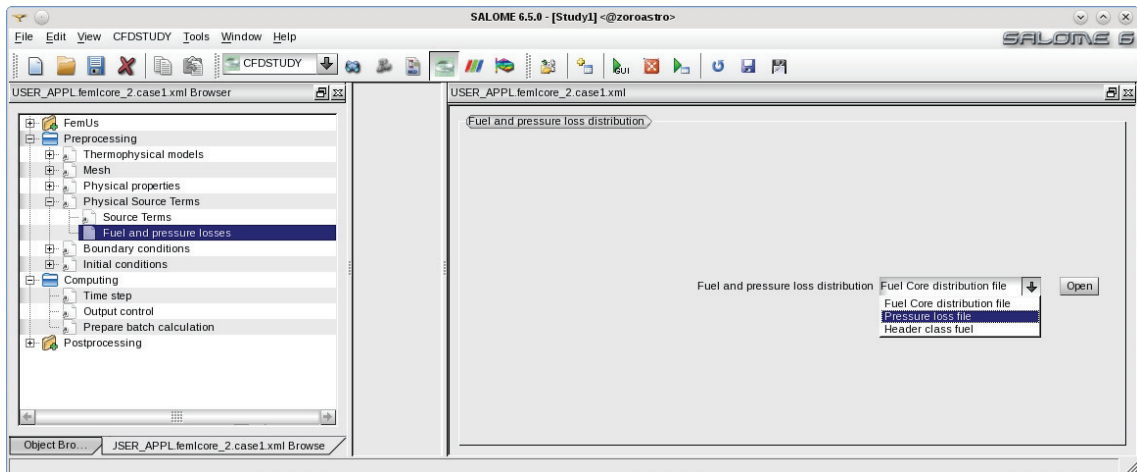 SALOME 6.5.0 - [Study1] <@zoroastro>
File Edit View CFDSTUDY Tools Window Help
SALOME 6
CFDSTUDY
GUI
USER_APPL.femlcore_2.case1.xml Browser
USER_APPL.femlcore_2.case1.xml
FemUs
Preprocessing
Thermophysical models
Mesh
Physical properties
Physical Source Terms
Source Terms
Fuel and pressure losses
Boundary conditions
Initial conditions
Computing
Time step
Output control
Prepare batch calculation
Postprocessing
Fuel and pressure loss distribution
Fuel and pressure loss distribution Fuel Core distribution file Open
Fuel Core distribution file
Pressure loss file
Header class fuel
Object Bro... JSER_APPL.femlcore_2.case1.xml Browse